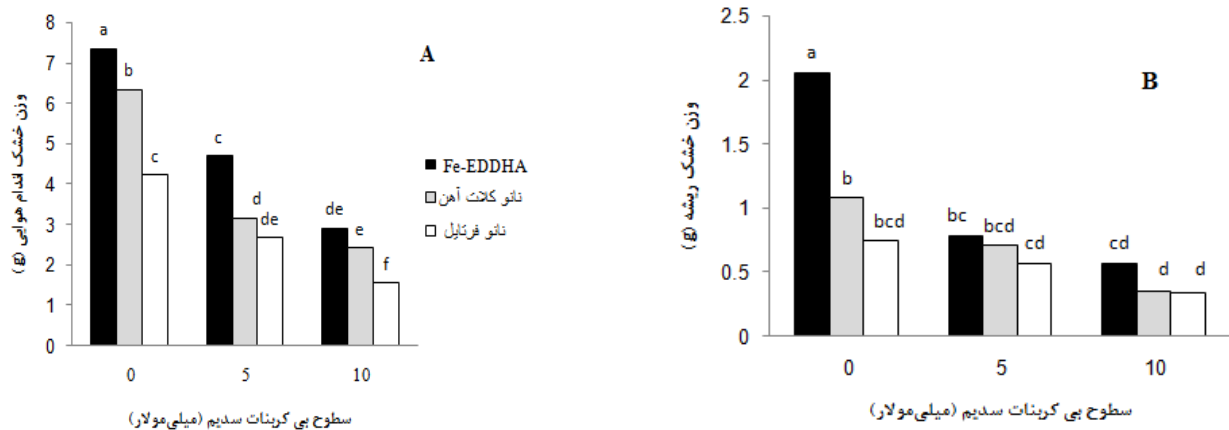 وزن خشک اندام هوایی (g)
8
7
6
5
4
3
2
1
0
a
b
c
c
d
de
de
e
f
A
0
5
10
سطوح بی کربنات سدیم (میلی‌مولار)
Fe-EDDHA
نانو کلات آهن
نانو فرتایل
وزن خشک ریشه (g)
2.5
2
1.5
1
0.5
0
a
b
bcd
bc
bcd
cd
cd
d
d
B
0
5
10
سطوح بی کربنات سدیم (میلی‌مولار)